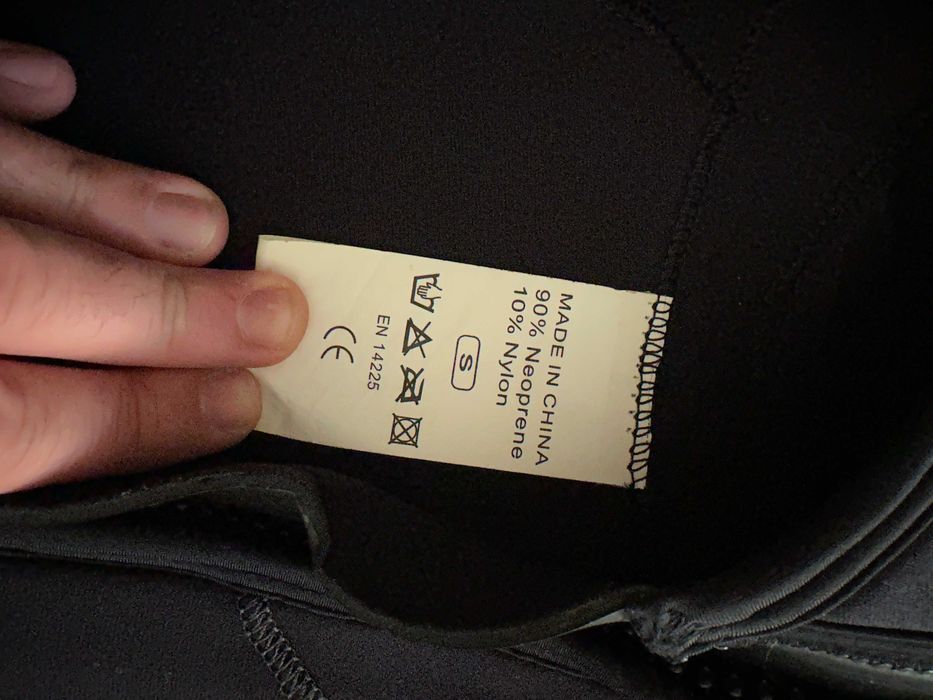 MADE IN CHINA
90% Neoprene
10% Nylon
S
EN 14225
CE